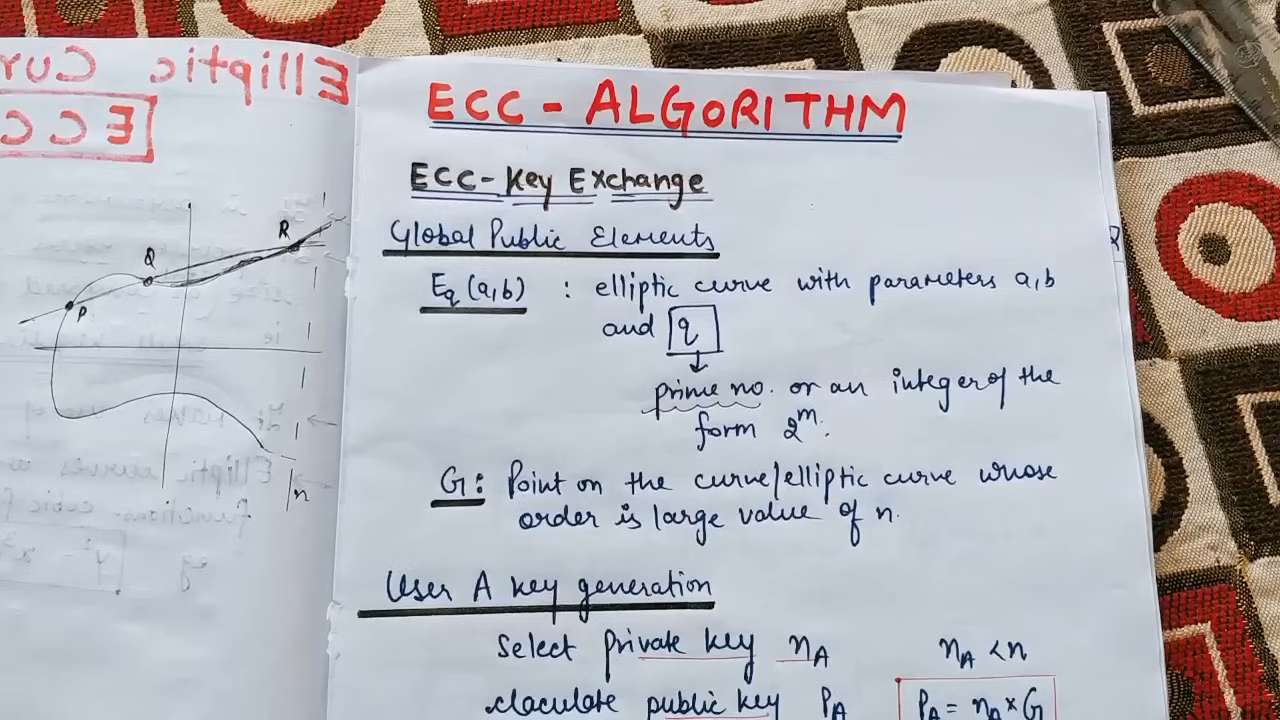 ECC - ALGORITHM
ECC - Key Exchange
Global Public Elements
Eq (a,b) : elliptic curve with parameters a,b
and q
prime no. or an integer of the
form 2^m.
G: Point on the curve/elliptic curve whose
order is large value of n.
User A key generation
Select private key nA nA < n
claculate public key PA PA = nA × G
Q
R
P
n
Elliptic Cur
ECC